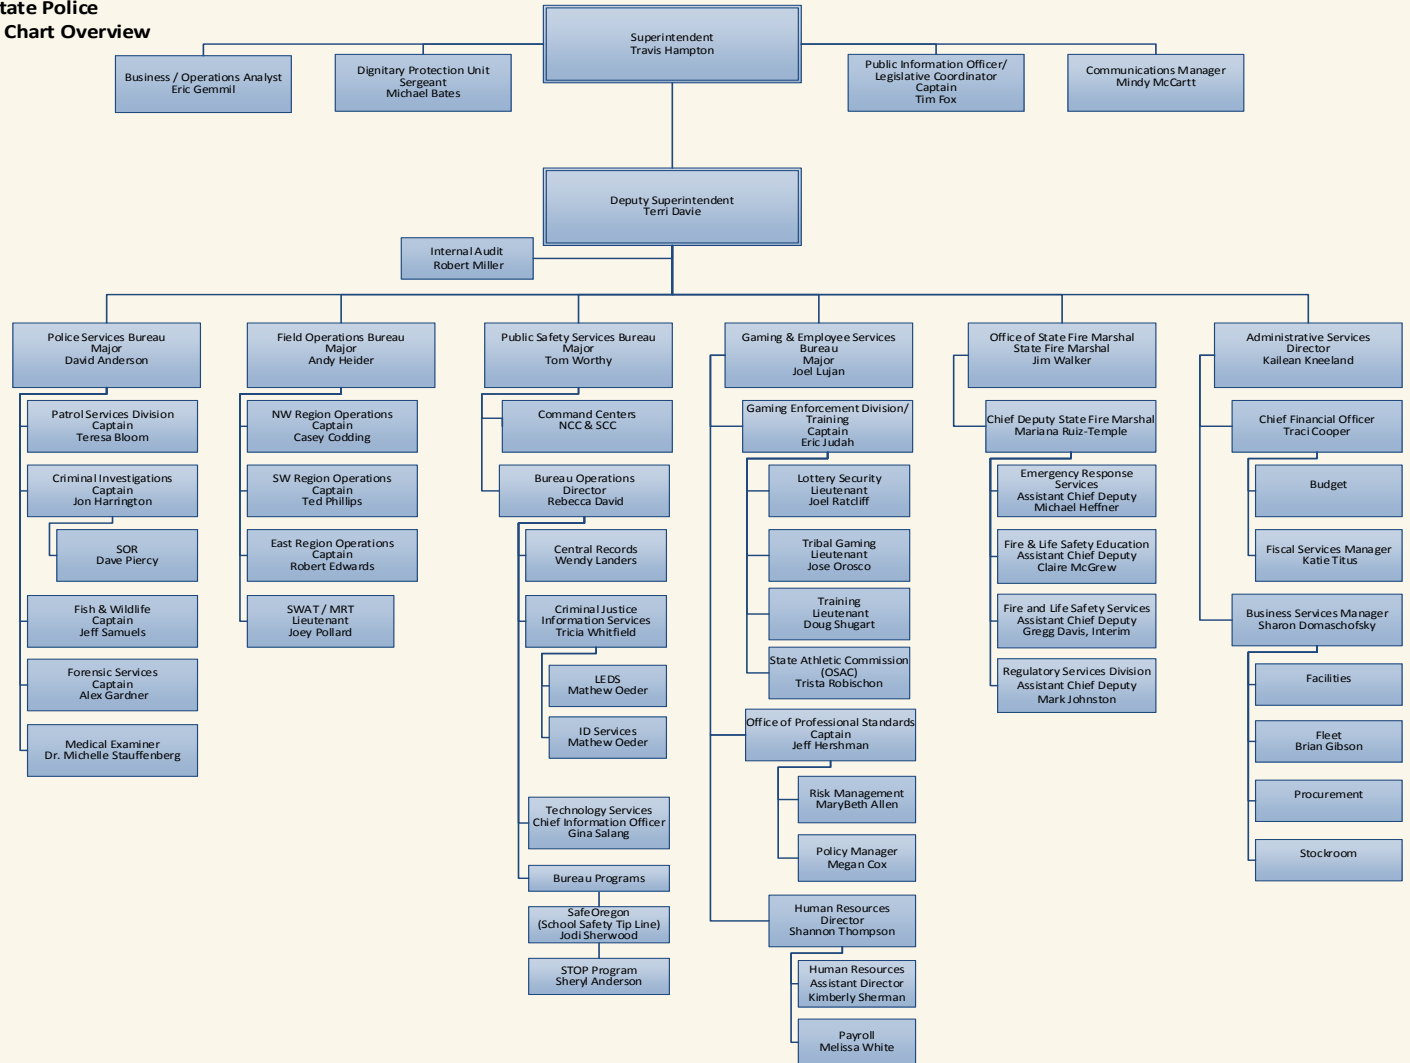 tate Police
Chart Overview
Superintendent
Travis Hampton
Business / Operations Analyst
Eric Gemmil
Dignitary Protection Unit
Sergeant
Michael Bates
Public Information Officer/
Legislative Coordinator
Captain
Tim Fox
Communications Manager
Mindy McCartt
Deputy Superintendent
Terri Davie
Internal Audit
Robert Miller
Police Services Bureau
Major
David Anderson
Patrol Services Division
Captain
Teresa Bloom
Criminal Investigations
Captain
Jon Harrington
SOR
Dave Piercy
Fish & Wildlife
Captain
Jeff Samuels
Forensic Services
Captain
Alex Gardner
Medical Examiner
Dr. Michelle Stauffenberg
Field Operations Bureau
Major
Andy Heider
NW Region Operations
Captain
Casey Codding
SW Region Operations
Captain
Ted Phillips
East Region Operations
Captain
Robert Edwards
SWAT / MRT
Lieutenant
Joey Pollard
Public Safety Services Bureau
Major
Tom Worthy
Command Centers
NCC & SCC
Bureau Operations
Director
Rebecca David
Central Records
Wendy Landers
Criminal Justice
Information Services
Tricia Whitfield
LEDS
Mathew Oeder
ID Services
Mathew Oeder
Technology Services
Chief Information Officer
Gina Salang
Bureau Programs
SafeOregon
(School Safety Tip Line)
Jodi Sherwood
STOP Program
Sheryl Anderson
Gaming & Employee Services
Bureau
Major
Joel Lujan
Gaming Enforcement Division/
Training
Captain
Eric Judah
Lottery Security
Lieutenant
Joel Ratcliff
Tribal Gaming
Lieutenant
Jose Orosco
Training
Lieutenant
Doug Shugart
State Athletic Commission
(OSAC)
Trista Robischon
Office of Professional Standards
Captain
Jeff Hershman
Risk Management
MaryBeth Allen
Policy Manager
Megan Cox
Human Resources
Director
Shannon Thompson
Human Resources
Assistant Director
Kimberly Sherman
Payroll
Melissa White
Office of State Fire Marshal
State Fire Marshal
Jim Walker
Chief Deputy State Fire Marshal
Mariana Ruiz-Temple
Emergency Response
Services
Assistant Chief Deputy
Michael Heffner
Fire & Life Safety Education
Assistant Chief Deputy
Claire McGrew
Fire and Life Safety Services
Assistant Chief Deputy
Gregg Davis, Interim
Regulatory Services Division
Assistant Chief Deputy
Mark Johnston
Administrative Services
Director
Kailean Kneeland
Chief Financial Officer
Traci Cooper
Budget
Fiscal Services Manager
Katie Titus
Business Services Manager
Sharon Domaschofsky
Facilities
Fleet
Brian Gibson
Procurement
Stockroom